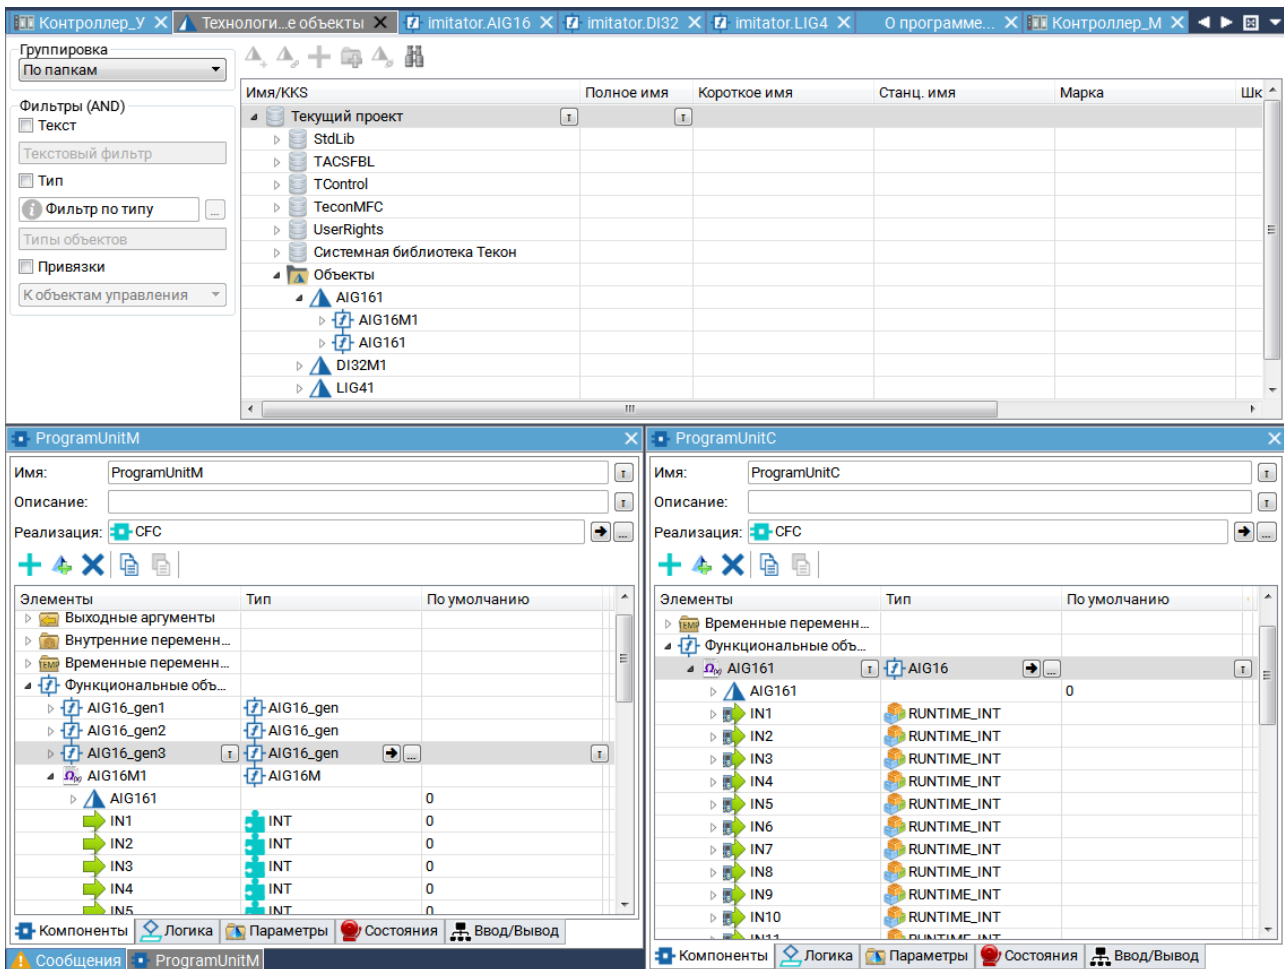 Контроллер_У
Технологи...е объекты
imitator.AIG16
imitator.DI32
imitator.LIG4
О программе...
Контроллер_М
Группировка
По папкам
Фильтры (AND)
Текст
Текстовый фильтр
Тип
Фильтр по типу
...
Типы объектов
Привязки
К объектам управления
Имя/KKS Полное имя Короткое имя Станц. имя Марка Шк
Текущий проект
StdLib
TACSFBL
TControl
TeconMFC
UserRights
Системная библиотека Текон
Объекты
AIG161
AIG16M1
AIG161
DI32M1
LIG41
ProgramUnitM
Имя: ProgramUnitM
Описание:
Реализация: CFC
Элементы Тип По умолчанию
Выходные аргументы
Внутренние переменн...
Временные переменн...
Функциональные объ...
AIG16_gen1 AIG16_gen
AIG16_gen2 AIG16_gen
AIG16_gen3 AIG16_gen
AIG16M1 AIG16M
AIG161 0
IN1 INT 0
IN2 INT 0
IN3 INT 0
IN4 INT 0
IN5 INT 0
Компоненты Логика Параметры Состояния Ввод/Вывод
Сообщения ProgramUnitM
ProgramUnitC
Имя: ProgramUnitC
Описание:
Реализация: CFC
Элементы Тип По умолчанию
Временные переменн...
Функциональные объ...
AIG161 AIG16
AIG161 0
IN1 RUNTIME_INT
IN2 RUNTIME_INT
IN3 RUNTIME_INT
IN4 RUNTIME_INT
IN5 RUNTIME_INT
IN6 RUNTIME_INT
IN7 RUNTIME_INT
IN8 RUNTIME_INT
IN9 RUNTIME_INT
IN10 RUNTIME_INT
IN11 RUNTIME_INT
Компоненты Логика Параметры Состояния Ввод/Вывод